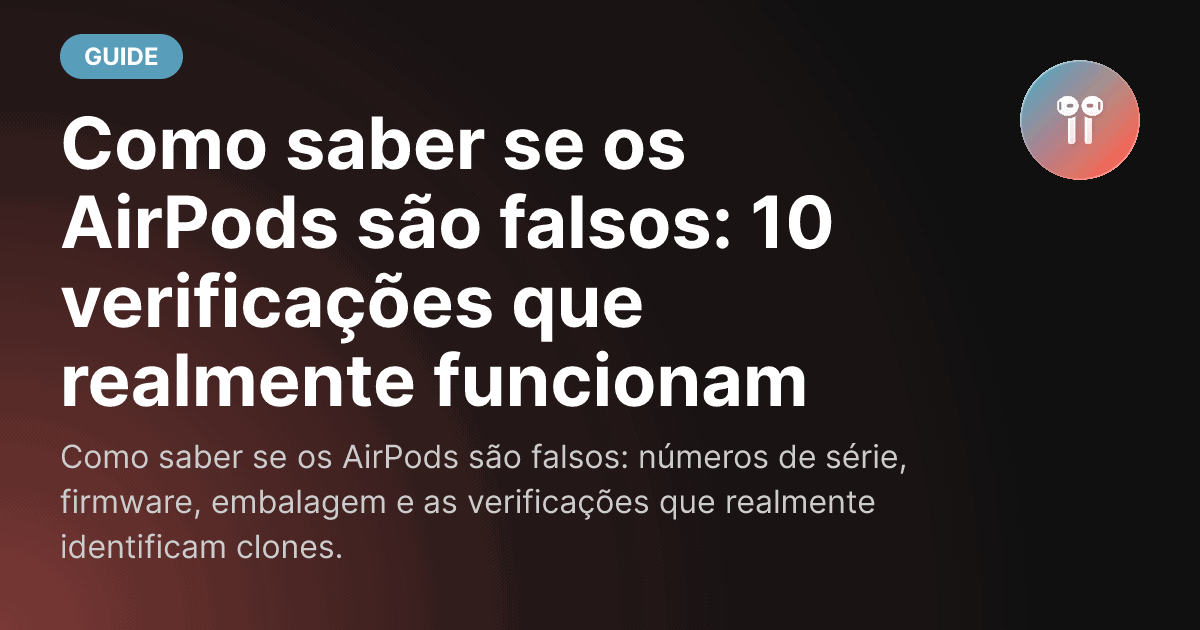 GUIDE
Como saber se os
AirPods são falsos: 10
verificações que
realmente funcionam
Como saber se os AirPods são falsos: números de série,
firmware, embalagem e as verificações que realmente
identificam clones.